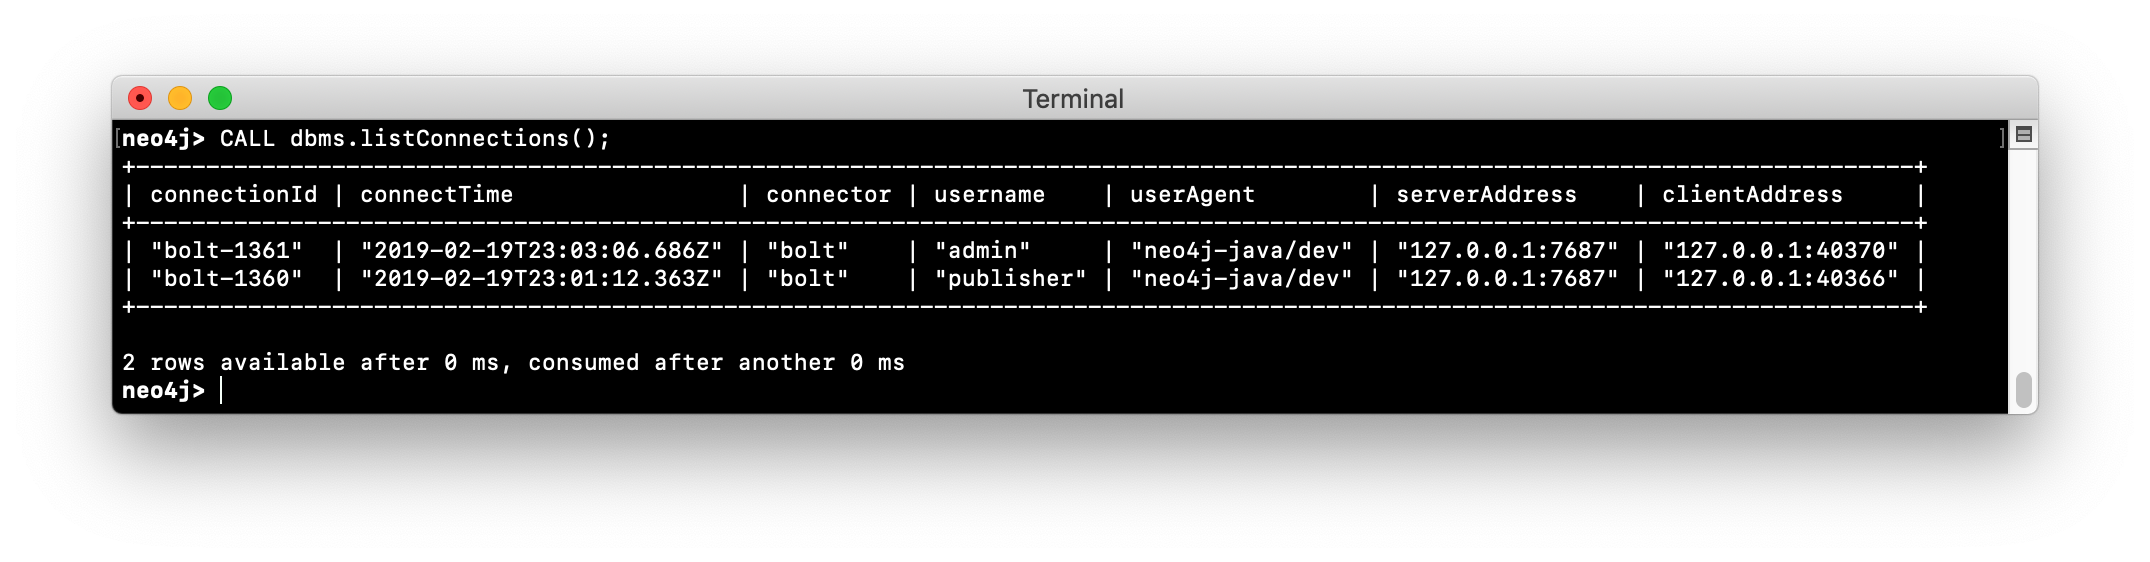 Terminal
neo4j> CALL dbms.listConnections();
+-------------------------------------------------------------------------------------------------------------------------------+
| connectionId | connectTime                | connector | username    | userAgent        | serverAddress    | clientAddress     |
+-------------------------------------------------------------------------------------------------------------------------------+
| "bolt-1361"  | "2019-02-19T23:03:06.686Z" | "bolt"    | "admin"     | "neo4j-java/dev" | "127.0.0.1:7687" | "127.0.0.1:40370" |
| "bolt-1360"  | "2019-02-19T23:01:12.363Z" | "bolt"    | "publisher" | "neo4j-java/dev" | "127.0.0.1:7687" | "127.0.0.1:40366" |
+-------------------------------------------------------------------------------------------------------------------------------+
2 rows available after 0 ms, consumed after another 0 ms
neo4j>